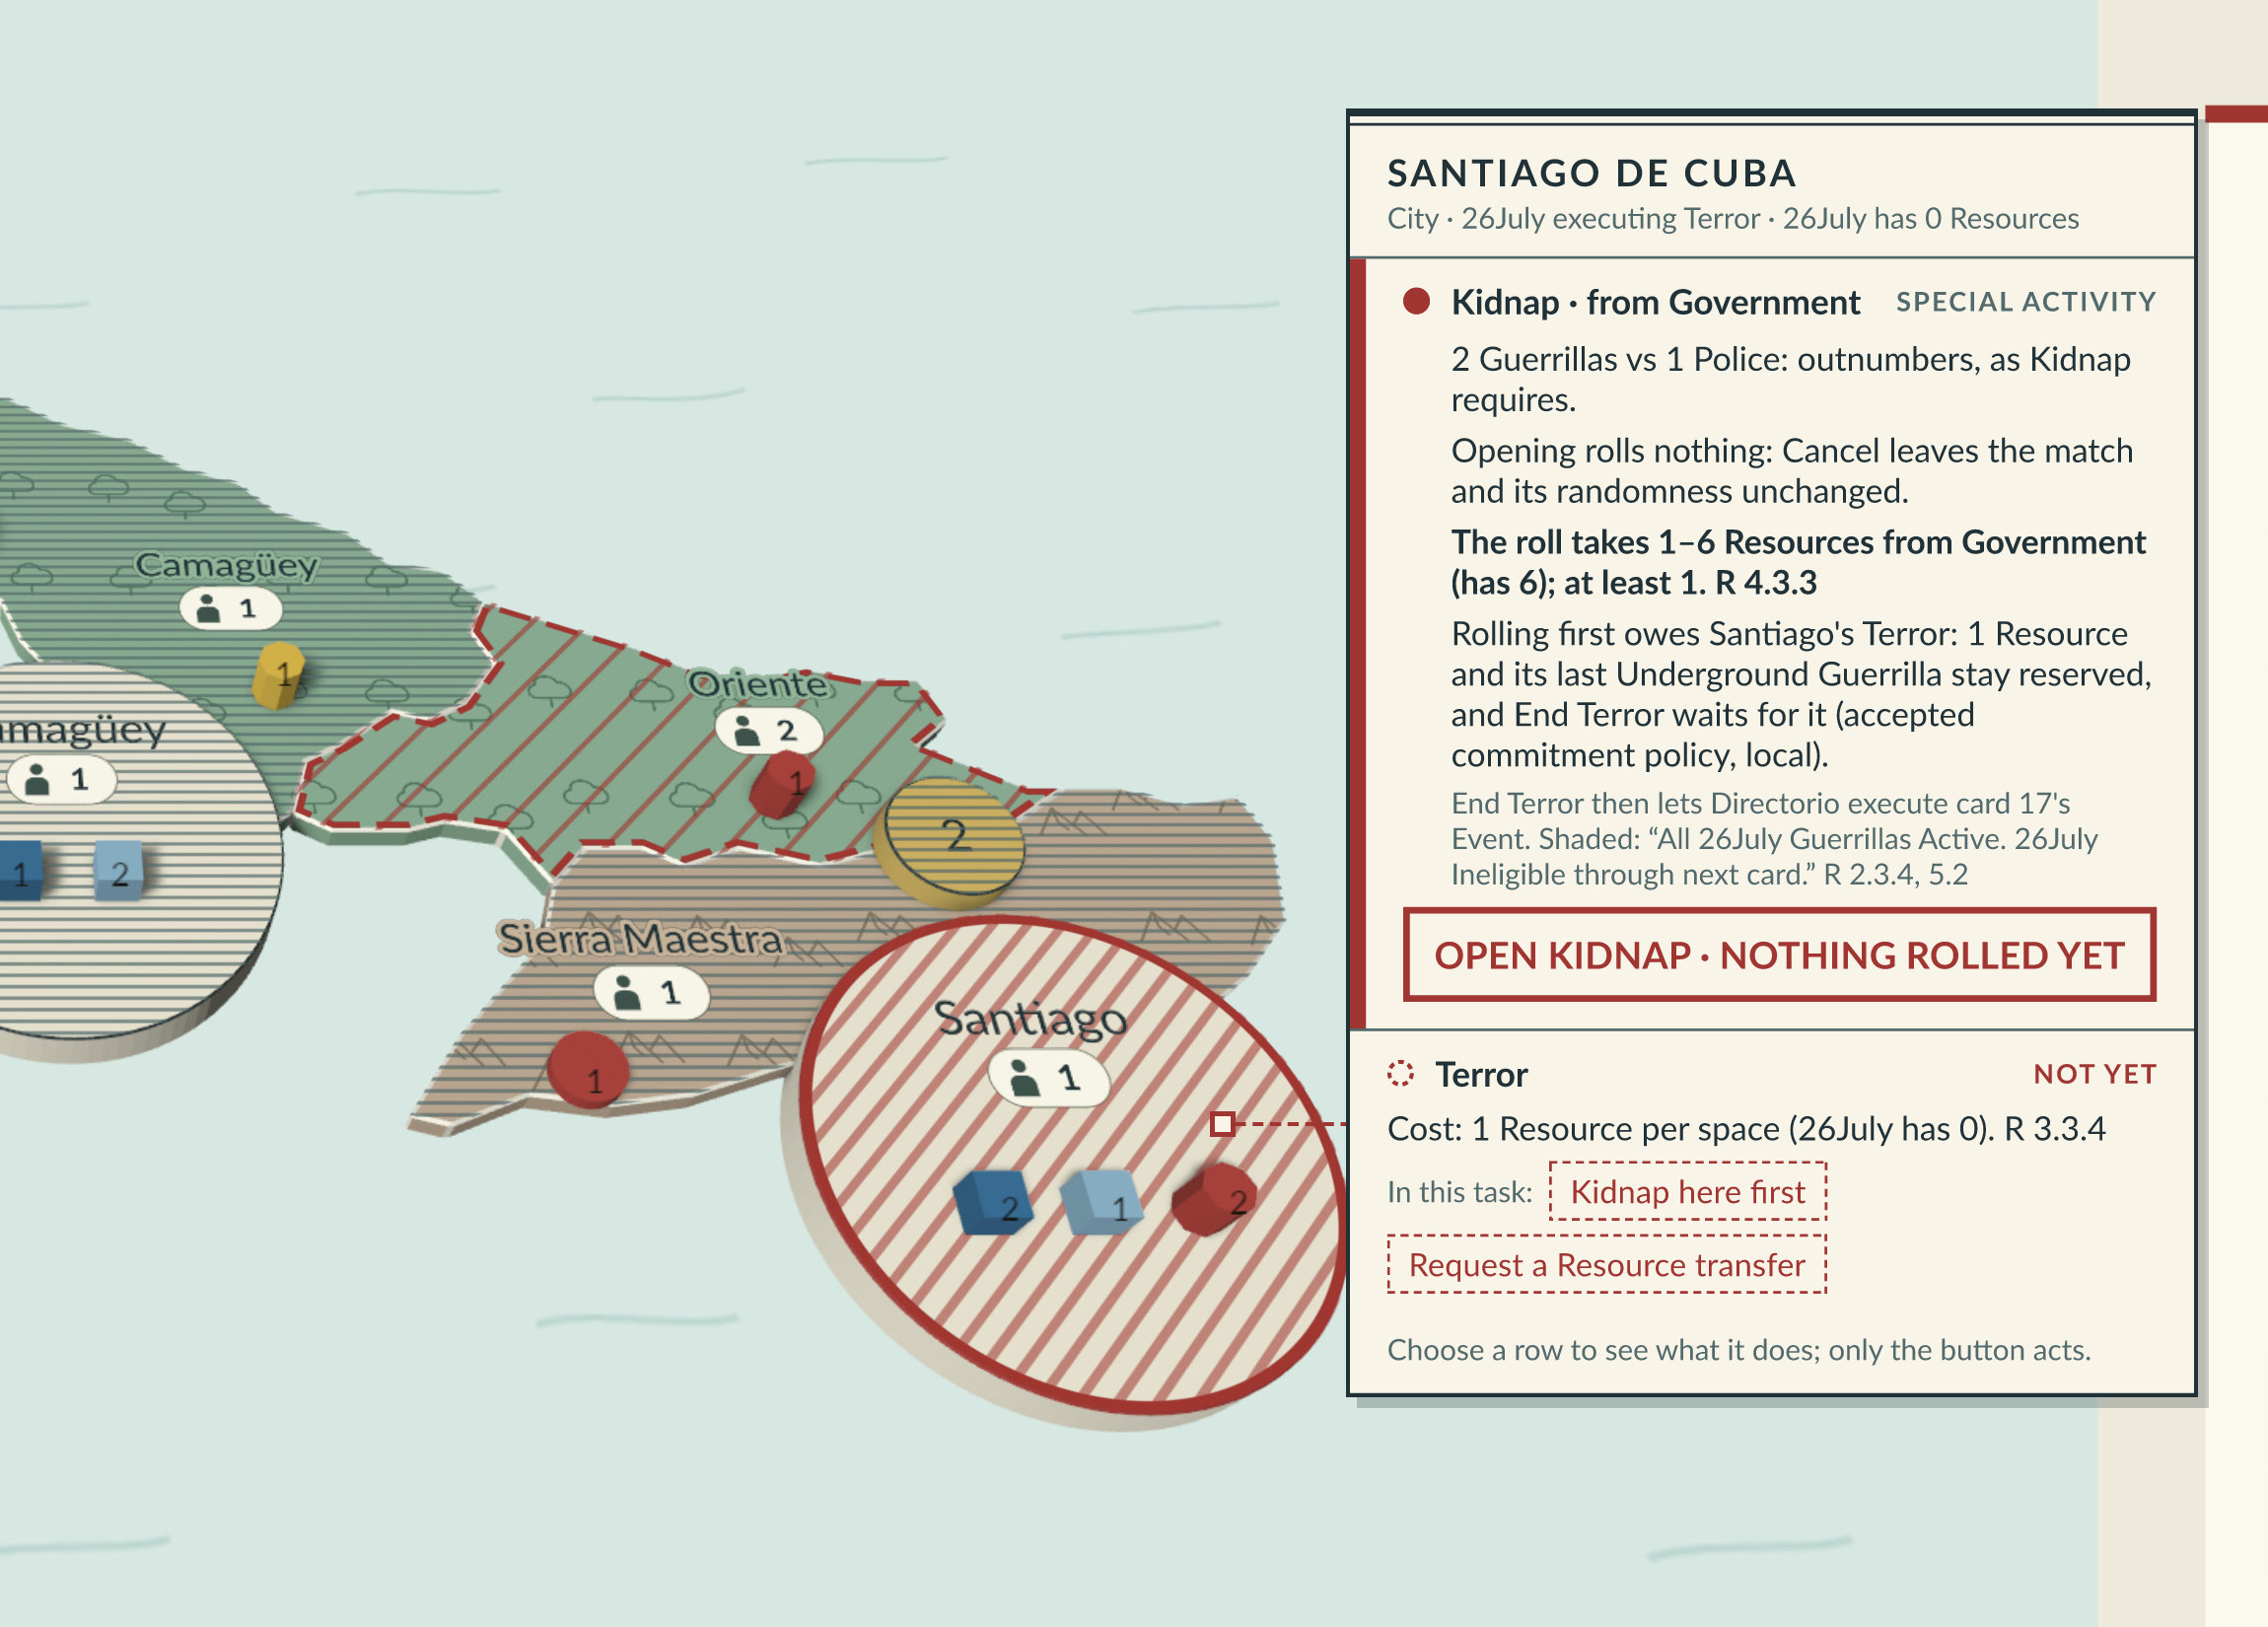 Camagüey
1
1
amagüey
1
1
2
Oriente
2
1
2
Sierra Maestra
1
1
Santiago
1
2
1
2
SANTIAGO DE CUBA
City · 26July executing Terror · 26July has 0 Resources
Kidnap · from Government SPECIAL ACTIVITY
2 Guerrillas vs 1 Police: outnumbers, as Kidnap
requires.
Opening rolls nothing: Cancel leaves the match
and its randomness unchanged.
The roll takes 1–6 Resources from Government
(has 6); at least 1. R 4.3.3
Rolling first owes Santiago's Terror: 1 Resource
and its last Underground Guerrilla stay reserved,
and End Terror waits for it (accepted
commitment policy, local).
End Terror then lets Directorio execute card 17's
Event. Shaded: “All 26July Guerrillas Active. 26July
Ineligible through next card.” R 2.3.4, 5.2
OPEN KIDNAP · NOTHING ROLLED YET
Terror NOT YET
Cost: 1 Resource per space (26July has 0). R 3.3.4
In this task: Kidnap here first
Request a Resource transfer
Choose a row to see what it does; only the button acts.